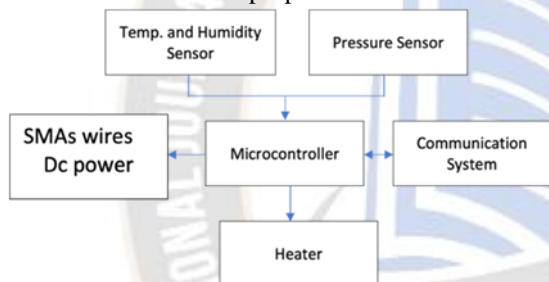 Temp. and Humidity
Sensor
Pressure Sensor
SMAs wires
Dc power
Microcontroller
Communication
System
Heater